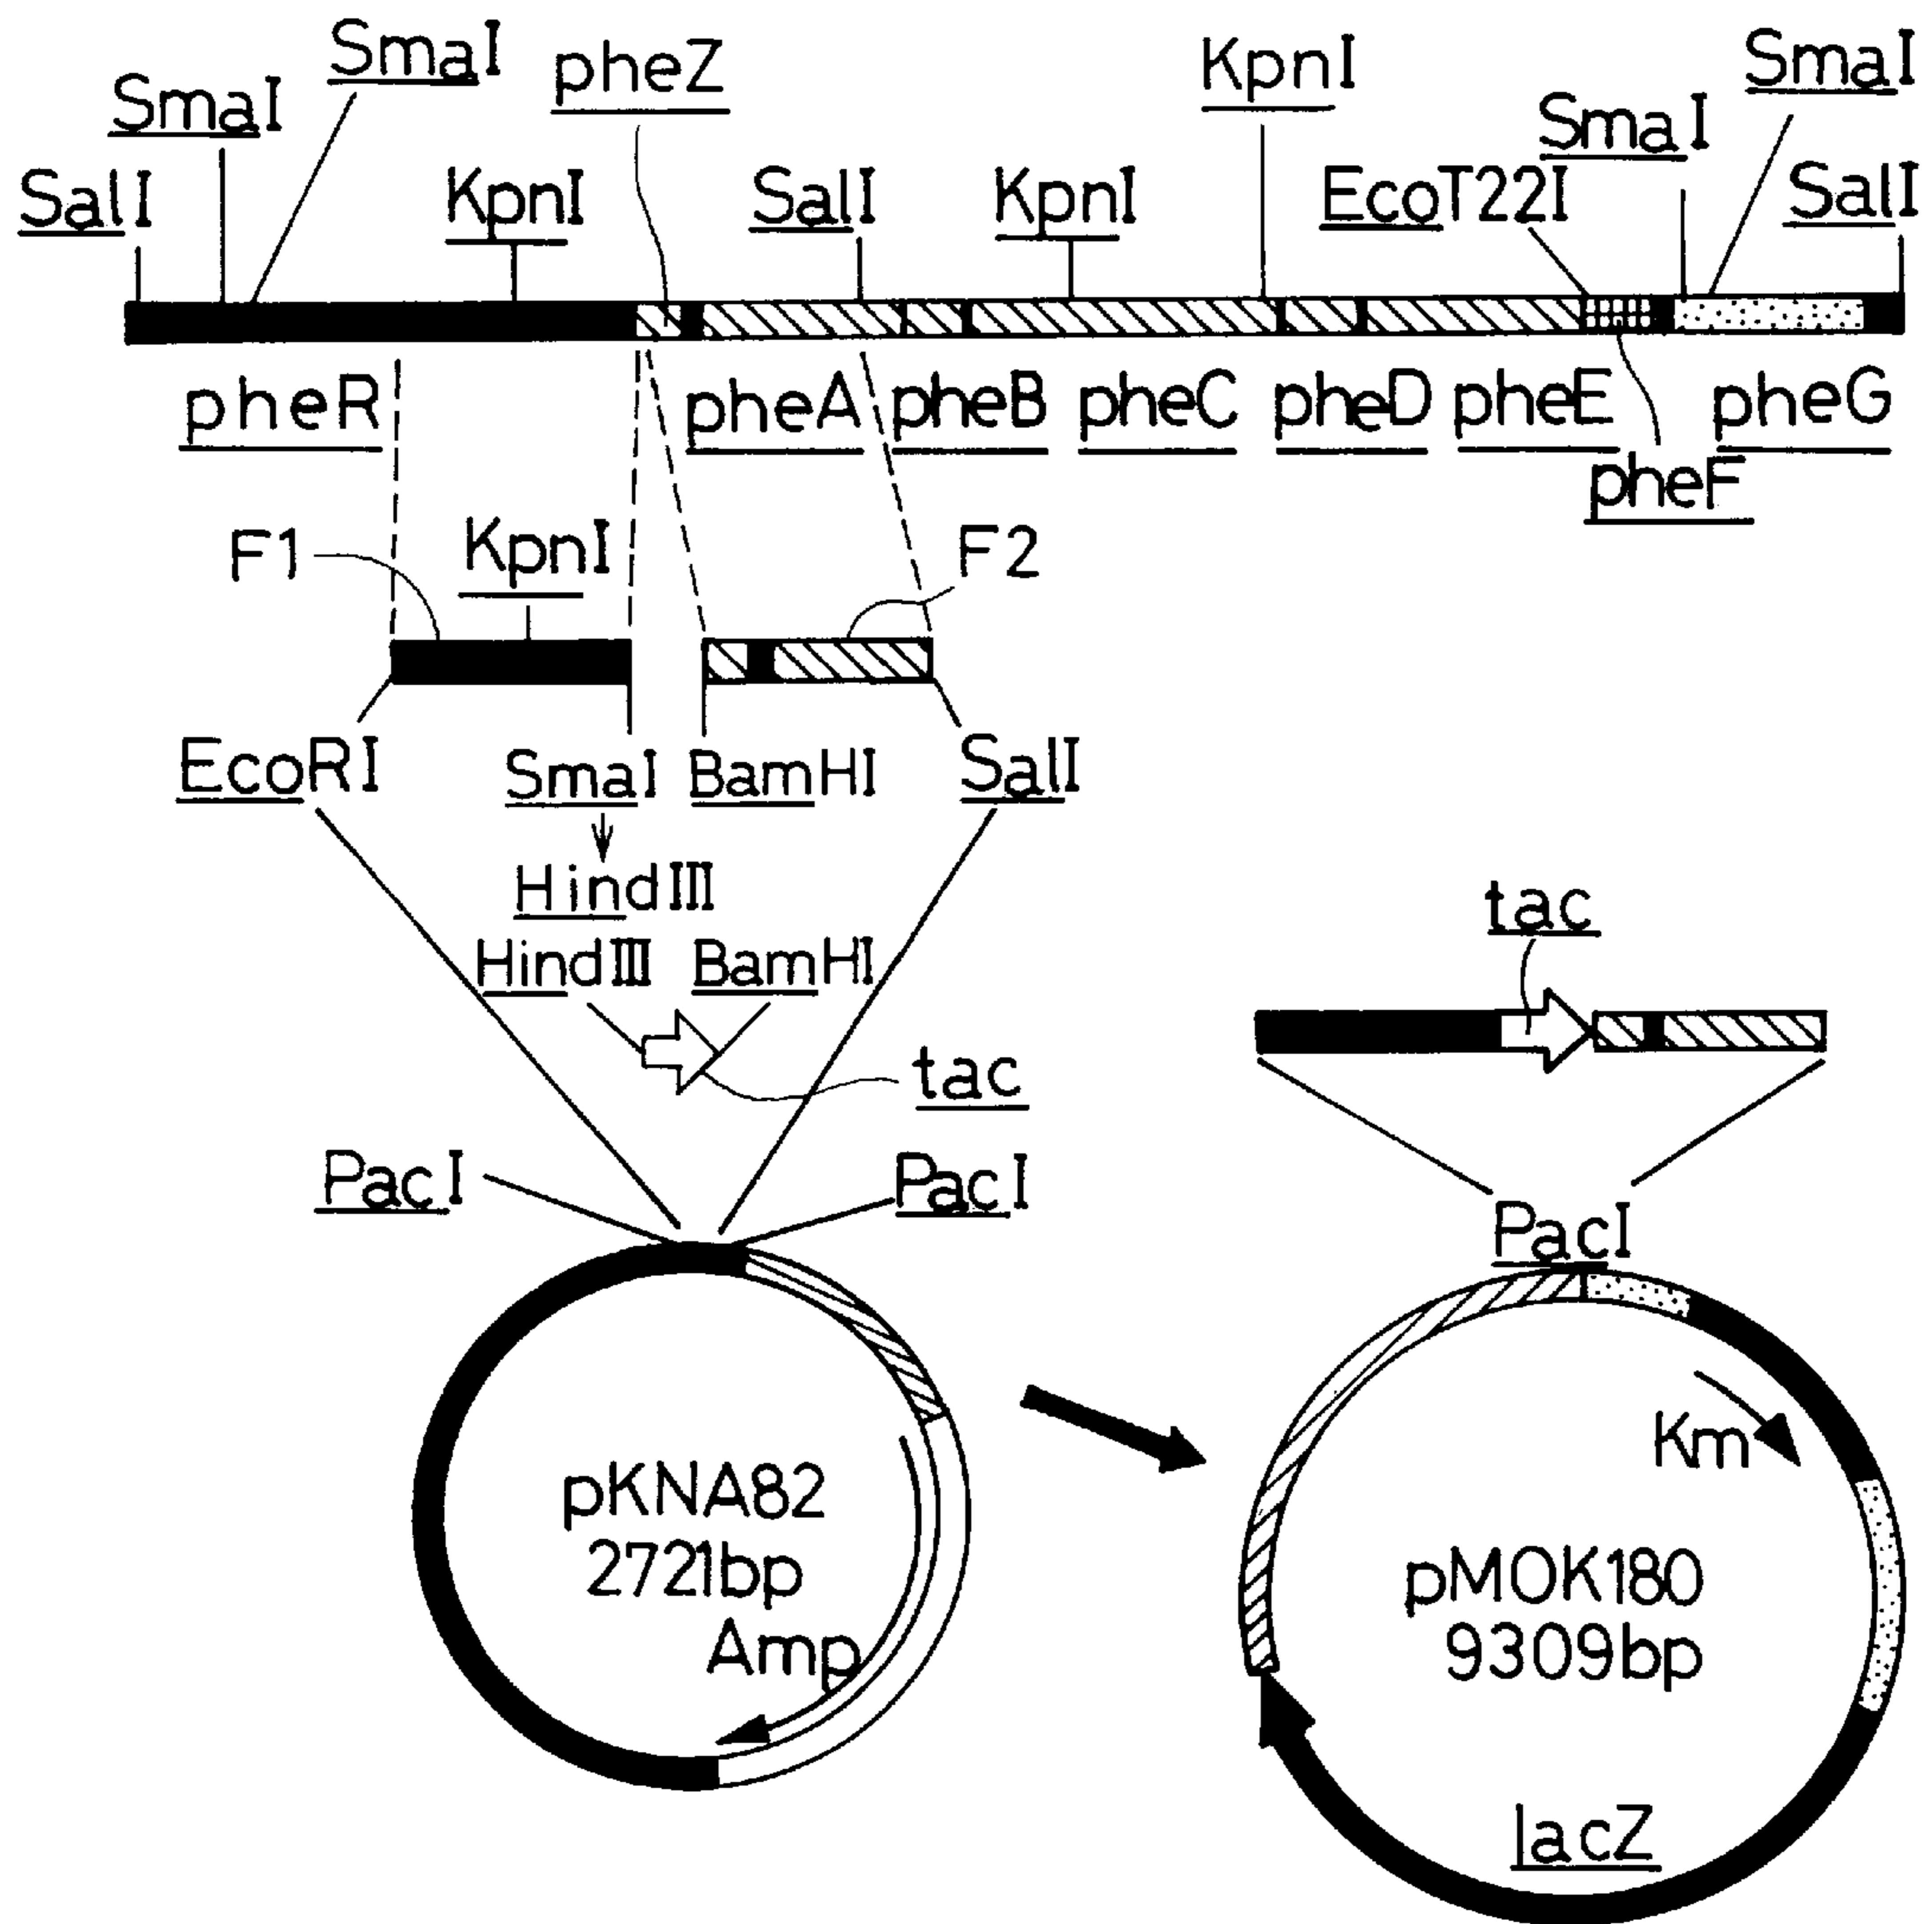 SmaI
SmaI
pheZ
KpnI
SmaI
SmaI
SalI
KpnI
SalI
KpnI
EcoT22I
SalI
pheR
pheA
pheB
pheC
pheD
pheE
pheG
pheF
F1
KpnI
F2
EcoRI
SmaI
BamHI
SalI
HindIII
HindIII
BamHI
tac
tac
PacI
PacI
PacI
pKNA82
2721bp
Amp
Km
pMOK180
9309bp
lacZ